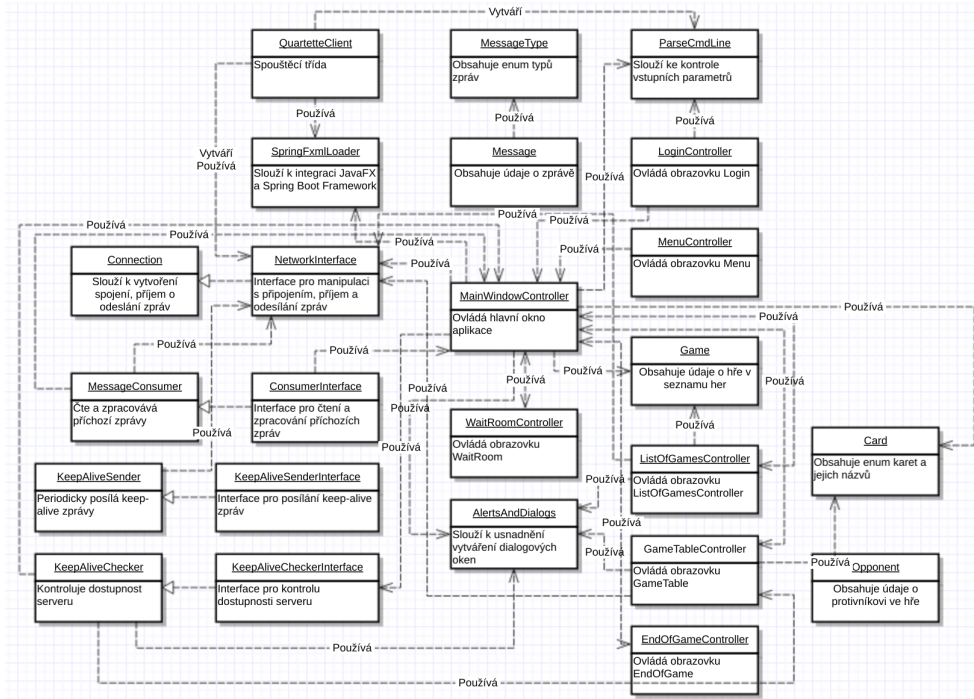 Vytváří
QuartetteClient
Spouštěcí třída
MessageType
Obsahuje enum typů
zpráv
ParseCmdLine
Slouží ke kontrole
vstupních parametrů
Používá
Používá
Používá
Vytváří
Používá
SpringFxmlLoader
Slouží k integraci JavaFX
a Spring Boot Framework
Message
Obsahuje údaje o zprávě
Používá
LoginController
Ovládá obrazovku Login
Používá
Používá
Používá
Používá
Používá
Používá
MenuController
Ovládá obrazovku Menu
Connection
Slouží k vytvoření
spojení, příjem o
odeslání zpráv
NetworkInterface
Interface pro manipulaci
s připojením, příjem a
odesílání zpráv
Používá
MainWindowController
Ovládá hlavní okno
aplikace
Používá
Používá
Používá
Používá
Game
Obsahuje údaje o hře v
seznamu her
Používá
Používá
Používá
Používá
MessageConsumer
Čte a zpracovává
příchozí zprávy
ConsumerInterface
Interface pro čtení a
zpracování příchozích
zpráv
Používá
Používá
Používá
WaitRoomController
Ovládá obrazovku
WaitRoom
Používá
Používá
Card
Obsahuje enum karet a
jejich názvů
ListOfGamesController
Ovládá obrazovku
ListOfGamesController
KeepAliveSender
Periodicky posílá keep-
alive zprávy
KeepAliveSenderInterface
Interface pro posílání keep-alive
zpráv
Používá
AlertsAndDialogs
Slouží k usnadnění
vytváření dialogových
oken
Používá
Používá
GameTableController
Ovládá obrazovku
GameTable
Používá
Opponent
Obsahuje údaje o
protivníkovi ve hře
KeepAliveChecker
Kontroluje dostupnost
serveru
KeepAliveCheckerInterface
Interface pro kontrolu
dostupnosti serveru
EndOfGameController
Ovládá obrazovku
EndOfGame
Používá
Používá